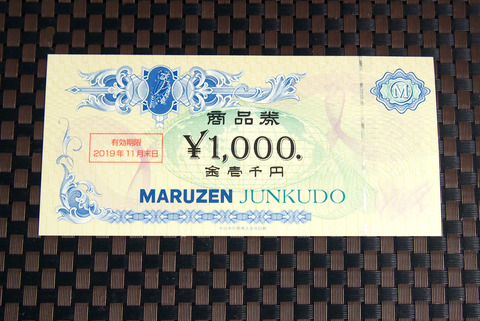 商品券
¥1,000.
金壱千円
有効期限
2019年11月末日
MARUZEN JUNKUDO
M